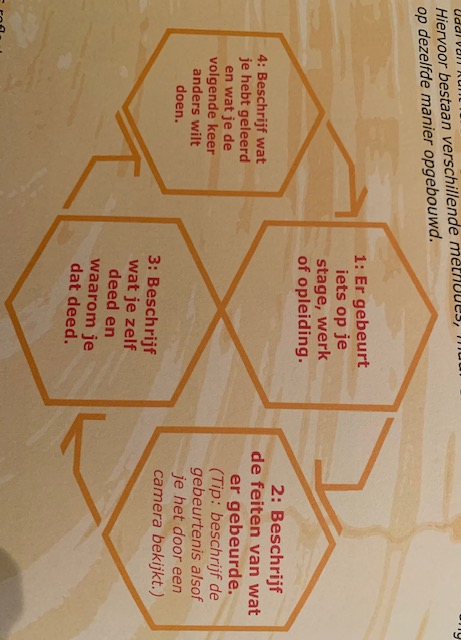 Hiervoor bestaan verschillende methodes,
op dezelfde manier opgebouwd.
1: Er gebeurt
iets op je
stage, werk
of opleiding.
2: Beschrijf
de feiten van wat
er gebeurde.
(Tip: beschrijf de
gebeurtenis alsof
je het door een
camera bekijkt.)
3: Beschrijf
wat je zelf
deed en
waarom je
dat deed.
4: Beschrijf wat
je hebt geleerd
en wat je de
volgende keer
anders wilt
doen.